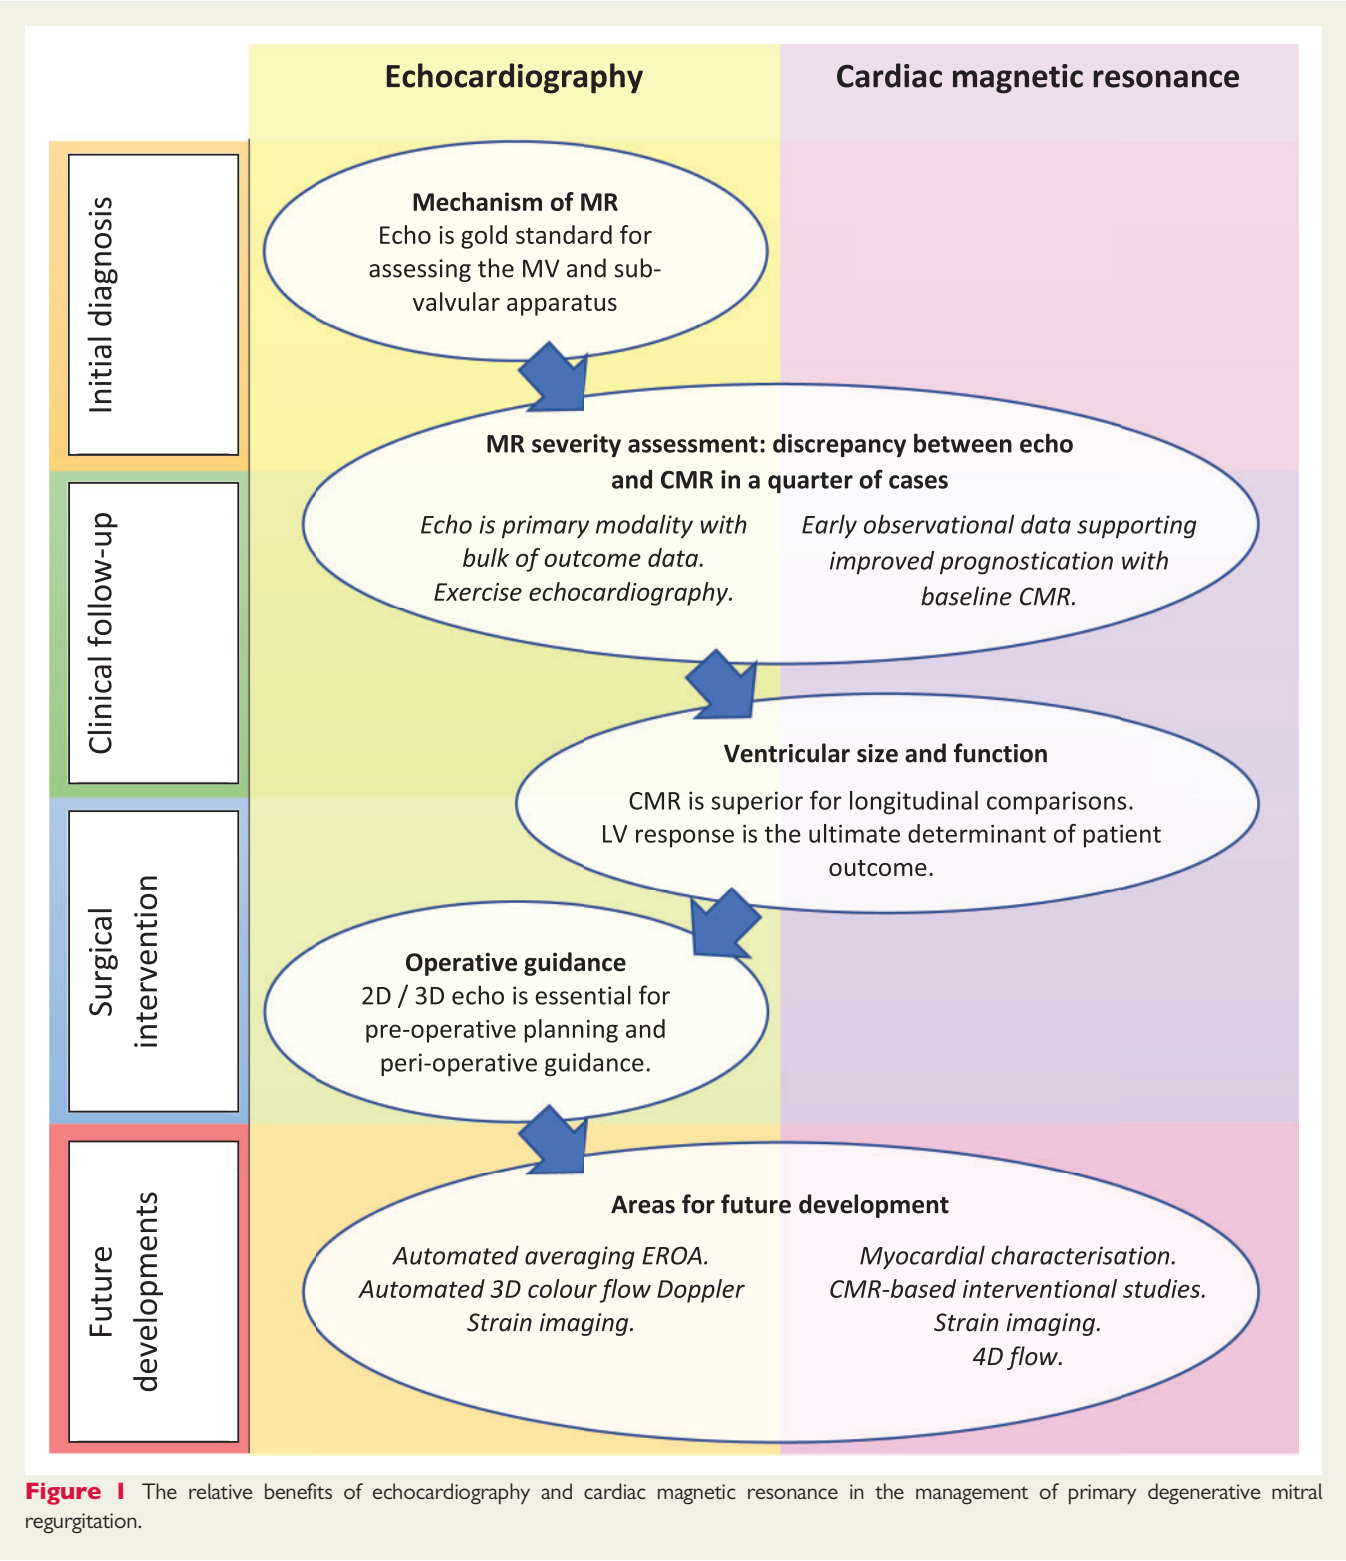 Echocardiography
Cardiac magnetic resonance
Initial diagnosis
Mechanism of MR
Echo is gold standard for
assessing the MV and sub-
valvular apparatus
MR severity assessment: discrepancy between echo
and CMR in a quarter of cases
Echo is primary modality with
bulk of outcome data.
Exercise echocardiography.
Early observational data supporting
improved prognostication with
baseline CMR.
Clinical follow-up
Ventricular size and function
CMR is superior for longitudinal comparisons.
LV response is the ultimate determinant of patient
outcome.
Surgical
intervention
Operative guidance
2D / 3D echo is essential for
pre-operative planning and
peri-operative guidance.
Future
developments
Areas for future development
Automated averaging EROA.
Automated 3D colour flow Doppler
Strain imaging.
Myocardial characterisation.
CMR-based interventional studies.
Strain imaging.
4D flow.
Figure 1 The relative benefits of echocardiography and cardiac magnetic resonance in the management of primary degenerative mitral
regurgitation.